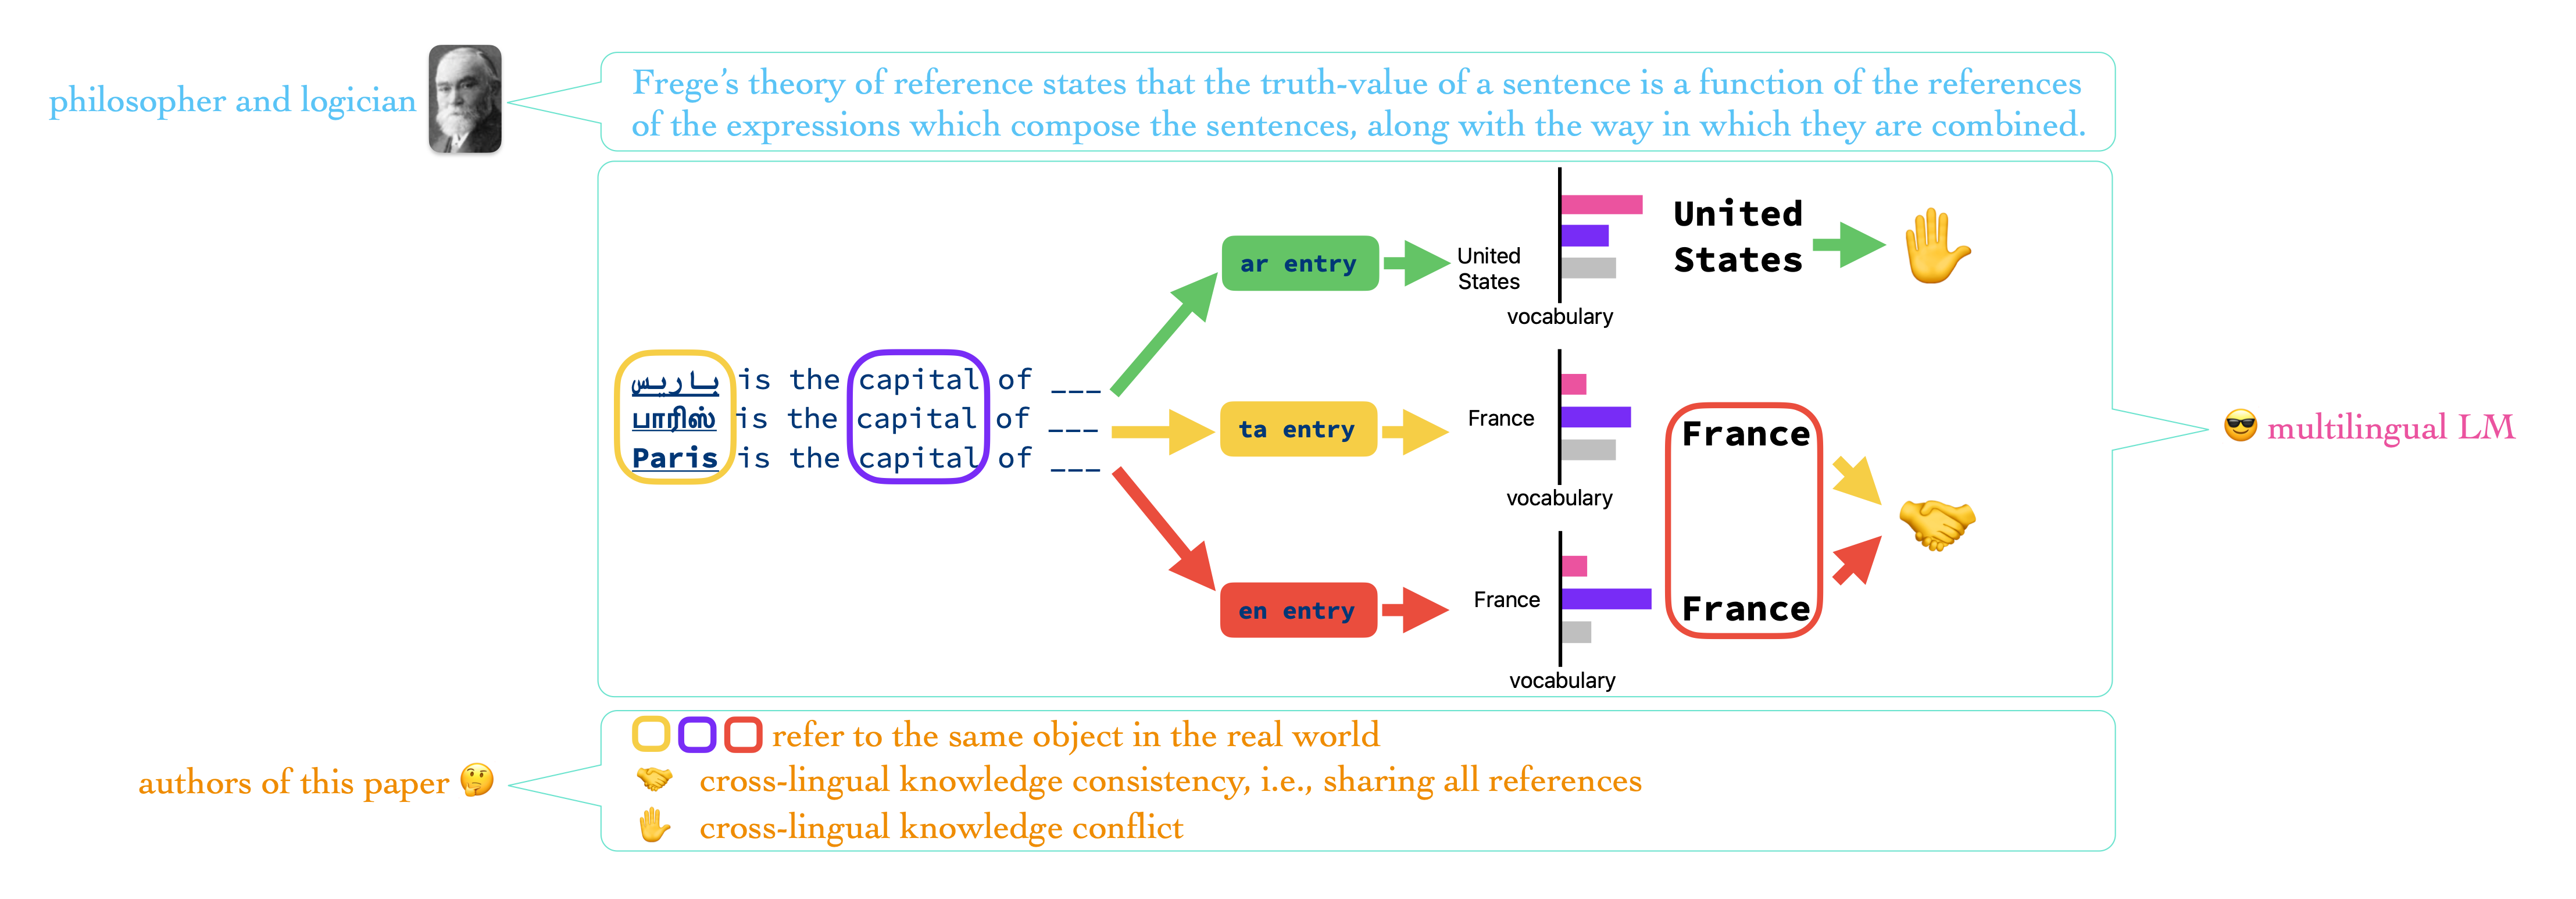 philosopher and logician
Frege’s theory of reference states that the truth-value of a sentence is a function of the references
of the expressions which compose the sentences, along with the way in which they are combined.
باريس is the capital of ___
பாரிஸ் is the capital of ___
Paris is the capital of ___
ar entry
United
States
vocabulary
United
States
ta entry
France
vocabulary
France
en entry
France
vocabulary
France
multilingual LM
authors of this paper
refer to the same object in the real world
cross-lingual knowledge consistency, i.e., sharing all references
cross-lingual knowledge conflict